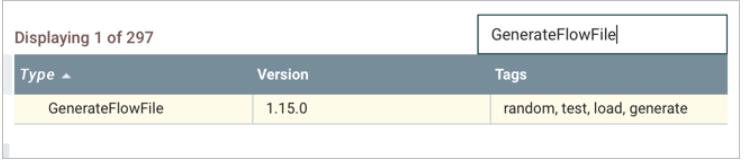 Displaying 1 of 297
GenerateFlowFile
Type Version Tags
GenerateFlowFile 1.15.0 random, test, load, generate